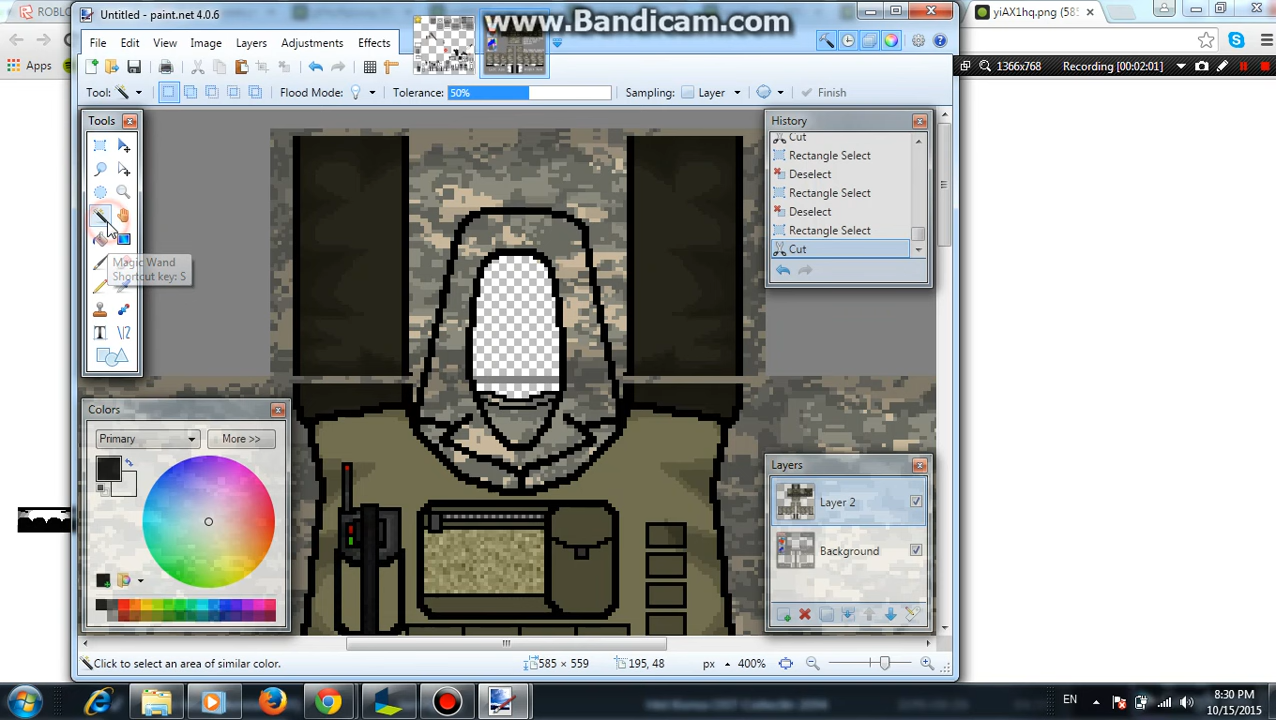 ROBLO
Untitled - paint.net 4.0.6
www.Bandicam.com
yiAX1hq.png (585
File Edit View Image Layers Adjustments Effects
Apps
1366x768 Recording [00:02:01]
Tool: Flood Mode: Tolerance: 50% Sampling: Layer Finish
Tools
History
Cut
Rectangle Select
Deselect
Rectangle Select
Deselect
Rectangle Select
Cut
Magic Wand
Shortcut key: S
Colors
Primary More >>
Layers
Layer 2
Background
Click to select an area of similar color. 585 × 559 195, 48 px 400%
EN
8:30 PM
10/15/2015